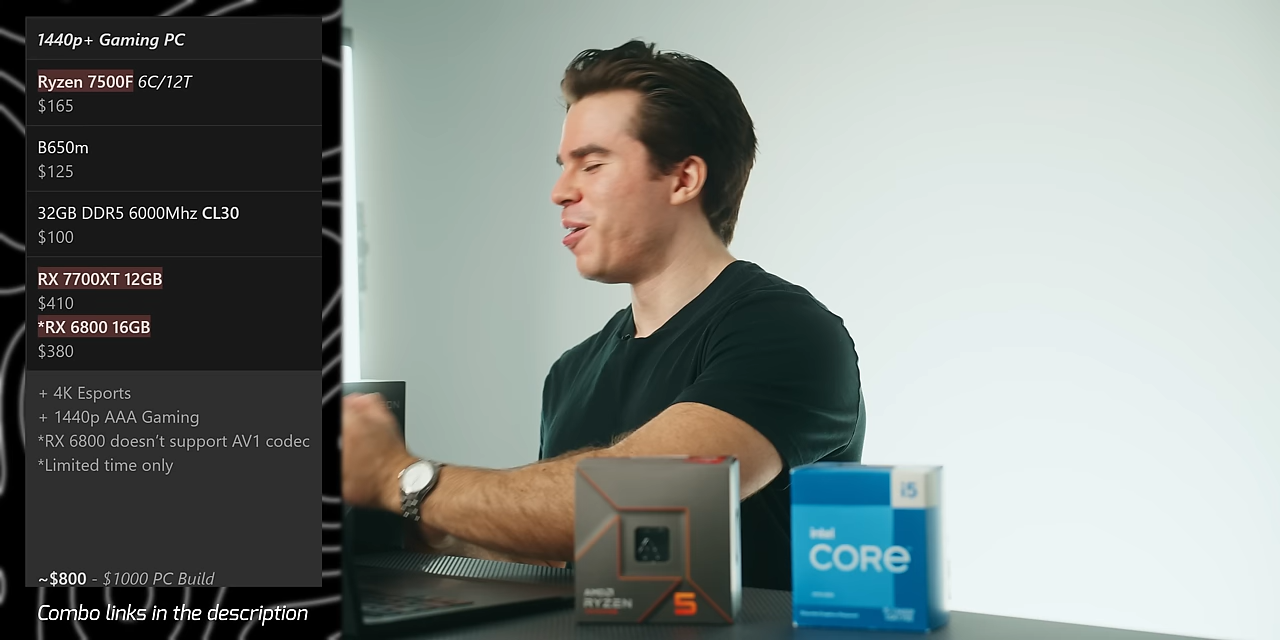 1440p+ Gaming PC
Ryzen 7500F 6C/12T
$165
B650m
$125
32GB DDR5 6000Mhz CL30
$100
RX 7700XT 12GB
$410
*RX 6800 16GB
$380
+ 4K Esports
+ 1440p AAA Gaming
*RX 6800 doesn't support AV1 codec
*Limited time only
~$800 - $1000 PC Build
Combo links in the description
AMD
RYZEN
5
i5
intel
CORE